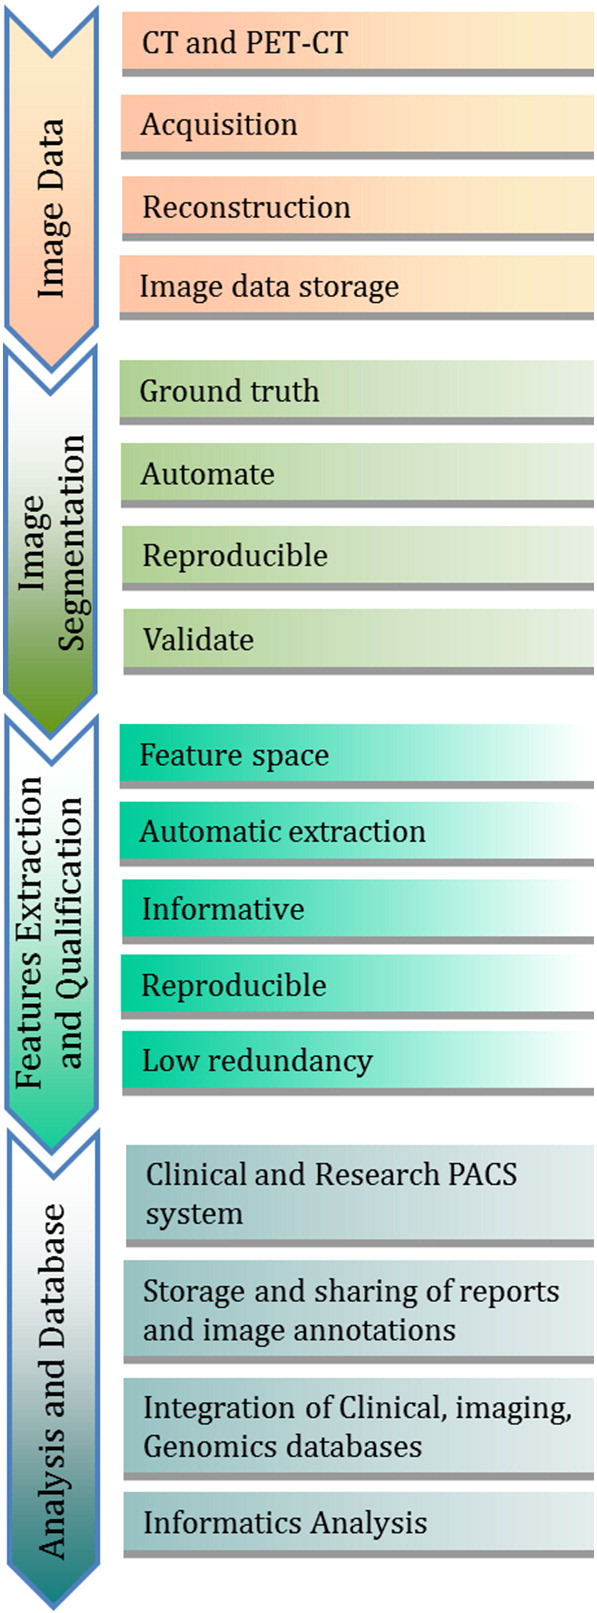 Analysis and Database
Features Extraction
and Qualification
Image
Segmentation
Image Data
Informatics Analysis
Integration of Clinical, imaging,
Genomics databases
Storage and sharing of reports
and image annotations
Clinical and Research PACS
system
Low redundancy
Reproducible
Informative
Automatic extraction
Feature space
Validate
Reproducible
Automate
Ground truth
Image data storage
Reconstruction
Acquisition
CT and PET-CT